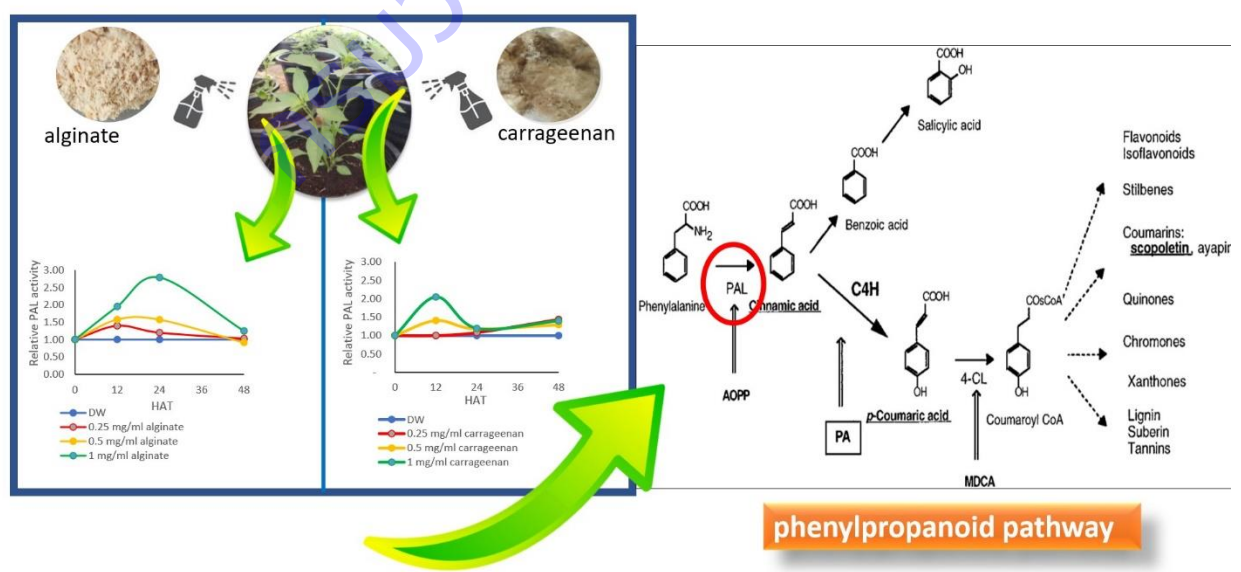 alginate
carrageenan
Relative PAL activity
3.00
2.50
2.00
1.50
1.00
0.50
0.00
0
12
24
36
48
HAT
DW
0.25 mg/ml alginate
0.5 mg/ml alginate
1 mg/ml alginate
Relative PAL activity
3.00
2.50
2.00
1.50
1.00
0.50
-
0
12
24
36
48
HAT
DW
0.25 mg/ml carrageenan
0.5 mg/ml carrageenan
1 mg/ml carrageenan
COOH
OH
Salicylic acid
COOH
Benzoic acid
COOH
NH2
Phenylalanine
PAL
AOPP
COOH
Cinnamic acid
C4H
PA
COOH
OH
p-Coumaric acid
4-CL
MDCA
COsCoA
OH
Coumaroyl CoA
Flavonoids
Isoflavonoids
Stilbenes
Coumarins:
scopoletin, ayapin
Quinones
Chromones
Xanthones
Lignin
Suberin
Tannins
phenylpropanoid pathway